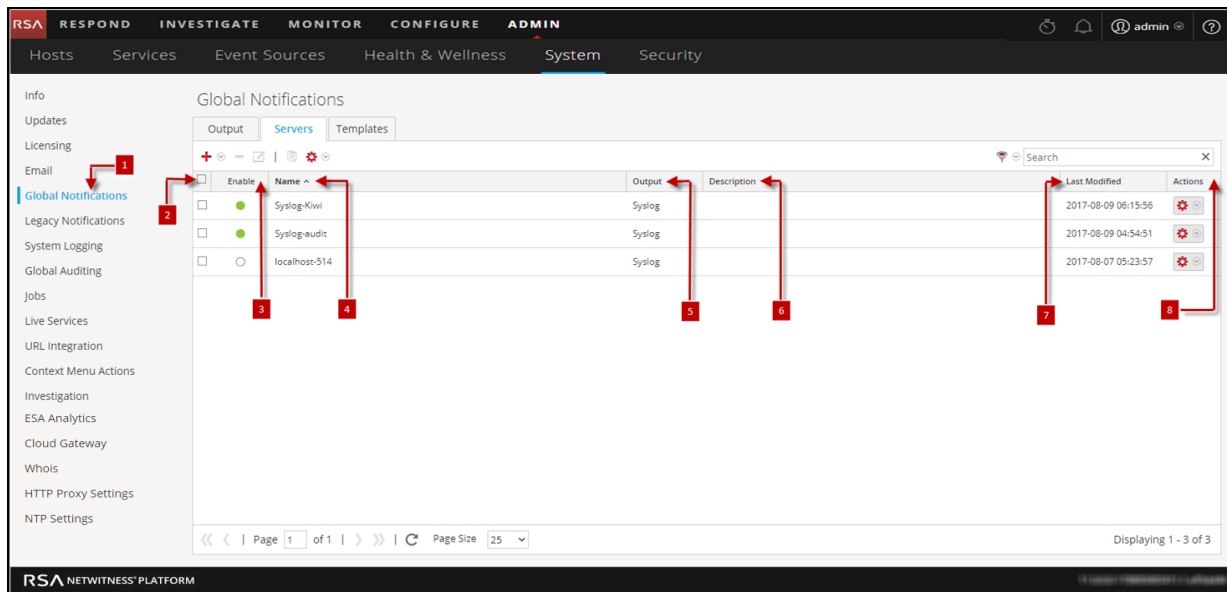 RSA RESPOND INVESTIGATE MONITOR CONFIGURE ADMIN admin ?
Hosts Services Event Sources Health & Wellness System Security
Info
Updates
Licensing
Email
Global Notifications
Legacy Notifications
System Logging
Global Auditing
Jobs
Live Services
URL Integration
Context Menu Actions
Investigation
ESA Analytics
Cloud Gateway
Whois
HTTP Proxy Settings
NTP Settings
1
2
Global Notifications
Output Servers Templates
Search
Enable Name Output Description Last Modified Actions
Syslog-Kiwi Syslog 2017-08-09 06:15:56
Syslog-audit Syslog 2017-08-09 04:54:51
localhost-514 Syslog 2017-08-07 05:23:57
3 4 5 6 7 8
Page 1 of 1 Page Size 25 Displaying 1 - 3 of 3
RSA NETWITNESS® PLATFORM